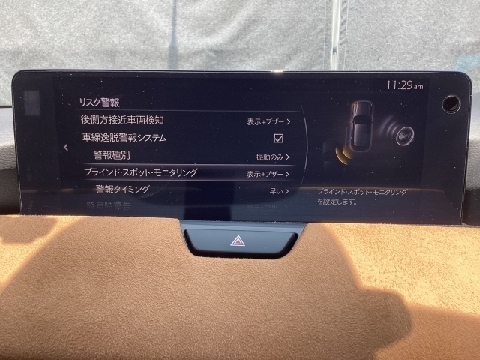 11:29am
リスク警報
後側方接近車両検知 表示+ブザー
車線逸脱警報システム
警報種別 振動のみ
ブラインド・スポット・モニタリング 表示+ブザー
警報タイミング 早い
ブラインド・スポット・モニタリング
を設定します。